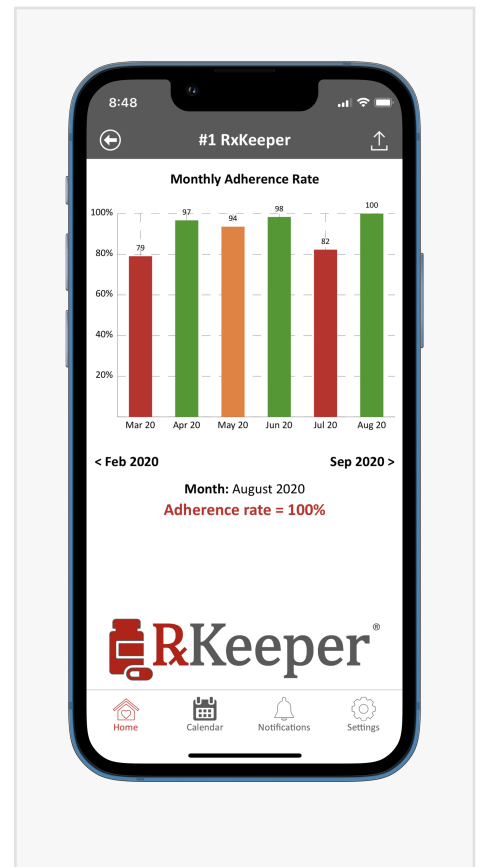 8:48
#1 RxKeeper
Monthly Adherence Rate
100%
80%
60%
40%
20%
79
97
94
98
82
100
Mar 20 Apr 20 May 20 Jun 20 Jul 20 Aug 20
< Feb 2020 Sep 2020 >
Month: August 2020
Adherence rate = 100%
RxKeeper®
Home Calendar Notifications Settings